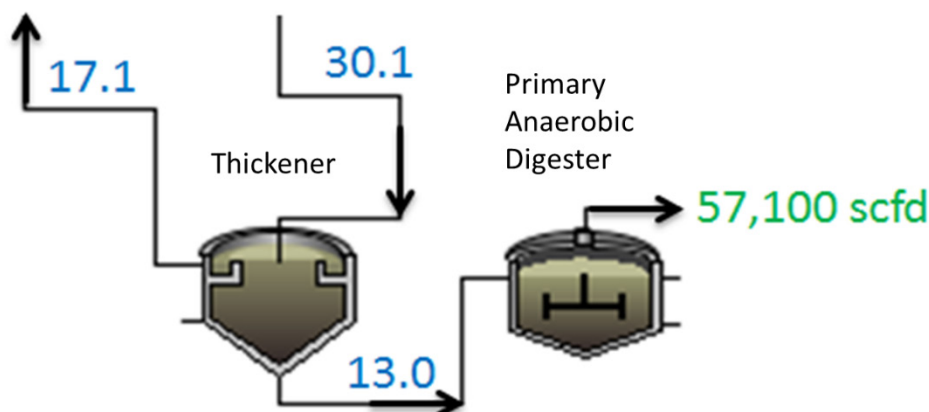 17.1
30.1
Primary
Anaerobic
Digester
Thickener
57,100 scfd
13.0